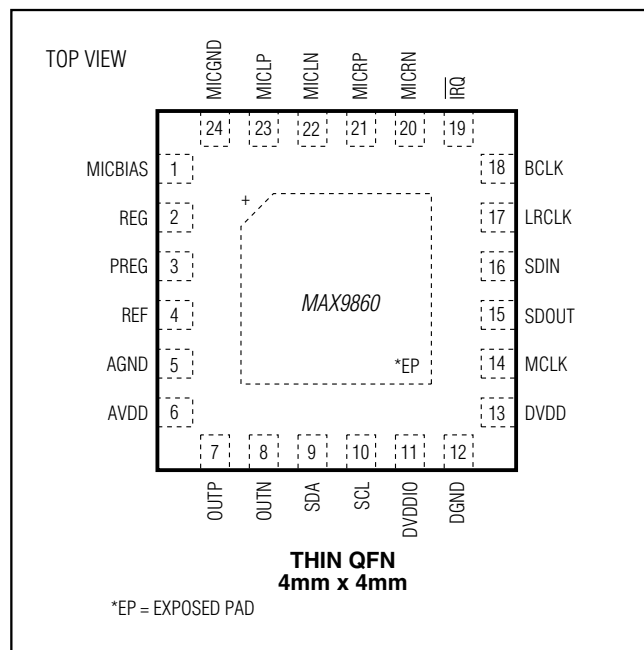 TOP VIEW
MICGND
MICLP
MICLN
MICRP
MICRN
IRQ
24 23 22 21 20 19
MICBIAS 1
REG 2
PREG 3
REF 4
AGND 5
AVDD 6
+
MAX9860
*EP
18 BCLK
17 LRCLK
16 SDIN
15 SDOUT
14 MCLK
13 DVDD
7 8 9 10 11 12
OUTP
OUTN
SDA
SCL
DVDDIO
DGND
THIN QFN
4mm x 4mm
*EP = EXPOSED PAD